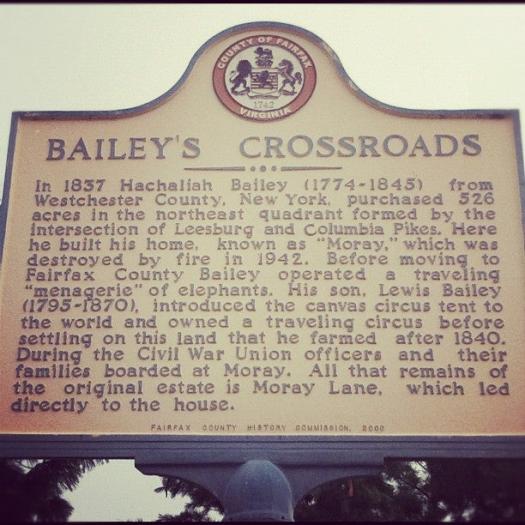 COUNTY OF FAIRFAX
1742
VIRGINIA
BAILEY'S CROSSROADS
In 1837 Hachaliah Bailey (1774-1845) from
Westchester County, New York, purchased 526
acres in the northeast quadrant formed by the
intersection of Leesburg and Columbia Pikes. Here
he built his home, known as "Moray," which was
destroyed by fire in 1942. Before moving to
Fairfax County Bailey operated a traveling
"menagerie" of elephants. His son, Lewis Bailey
(1795-1870), introduced the canvas circus tent to
the world and owned a traveling circus before
settling on this land that he farmed after 1840.
During the Civil War Union officers and their
families boarded at Moray. All that remains of
the original estate is Moray Lane, which led
directly to the house.
FAIRFAX COUNTY HISTORY COMMISSION, 2000